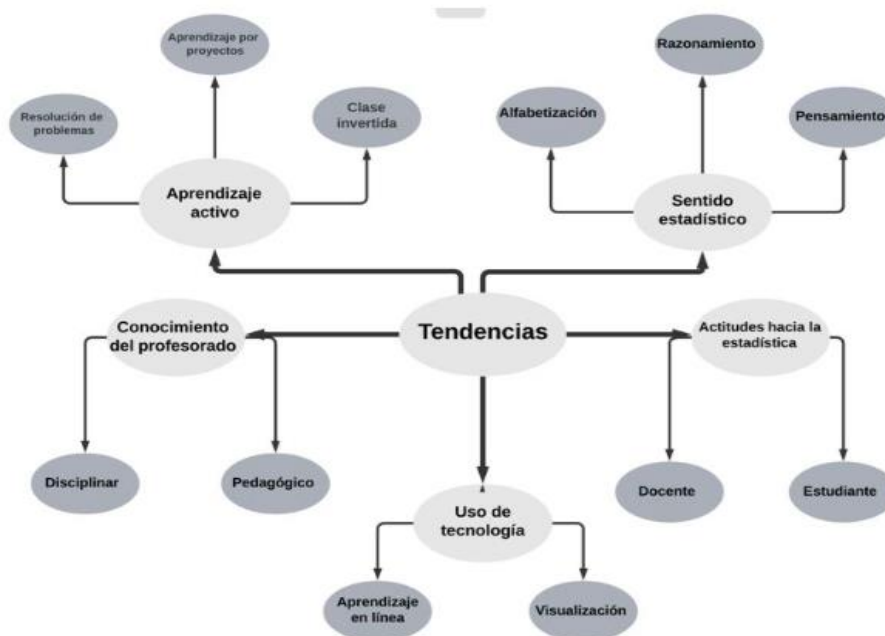 Aprendizaje por
proyectos
Razonamiento
Resolución de
problemas
Clase
invertida
Alfabetización
Pensamiento
Aprendizaje
activo
Sentido
estadístico
Conocimiento
del profesorado
Tendencias
Actitudes hacia la
estadística
Disciplinar
Pedagógico
Docente
Estudiante
Uso de
tecnología
Aprendizaje
en línea
Visualización